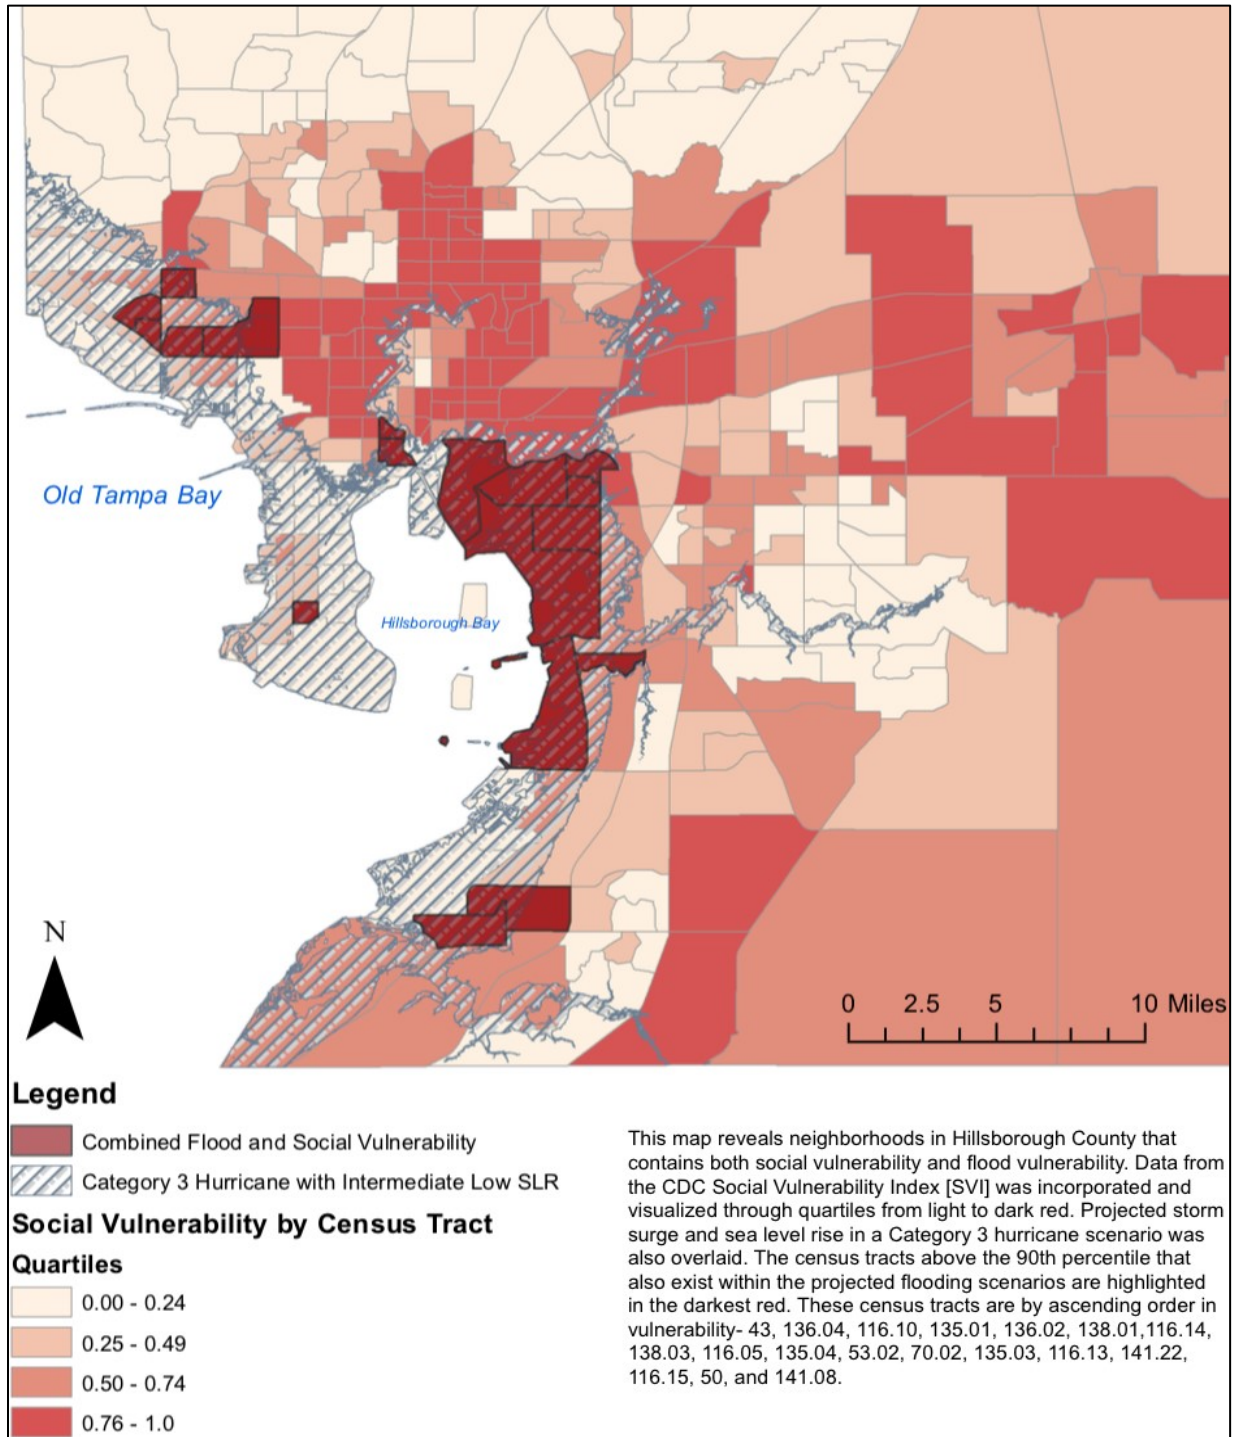 Old Tampa Bay
Hillsborough Bay
N
0 2.5 5 10 Miles
Legend
Combined Flood and Social Vulnerability
Category 3 Hurricane with Intermediate Low SLR
Social Vulnerability by Census Tract
Quartiles
0.00 - 0.24
0.25 - 0.49
0.50 - 0.74
0.76 - 1.0
This map reveals neighborhoods in Hillsborough County that
contains both social vulnerability and flood vulnerability. Data from
the CDC Social Vulnerability Index [SVI] was incorporated and
visualized through quartiles from light to dark red. Projected storm
surge and sea level rise in a Category 3 hurricane scenario was
also overlaid. The census tracts above the 90th percentile that
also exist within the projected flooding scenarios are highlighted
in the darkest red. These census tracts are by ascending order in
vulnerability- 43, 136.04, 116.10, 135.01, 136.02, 138.01,116.14,
138.03, 116.05, 135.04, 53.02, 70.02, 135.03, 116.13, 141.22,
116.15, 50, and 141.08.